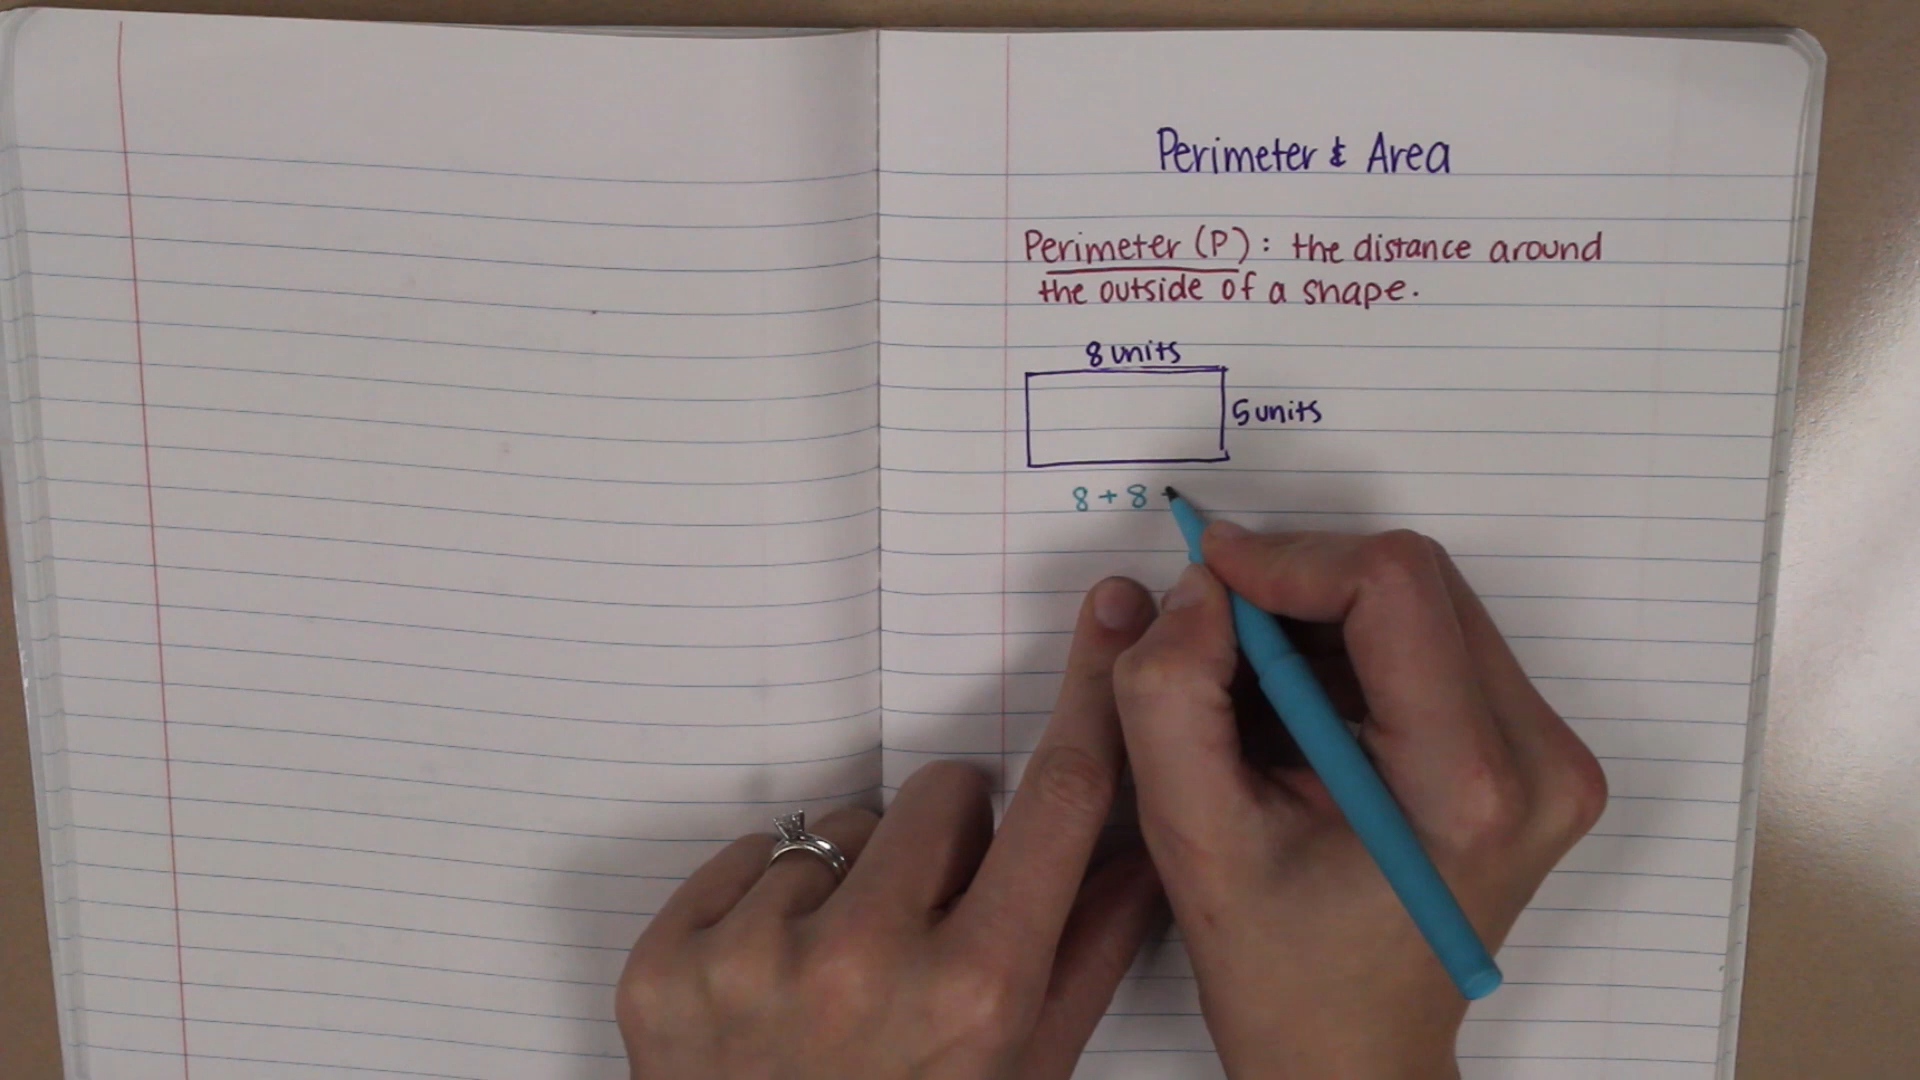 Perimeter & Area
Perimeter (P): the distance around
the outside of a shape.
8 units
5 units
8 + 8 +